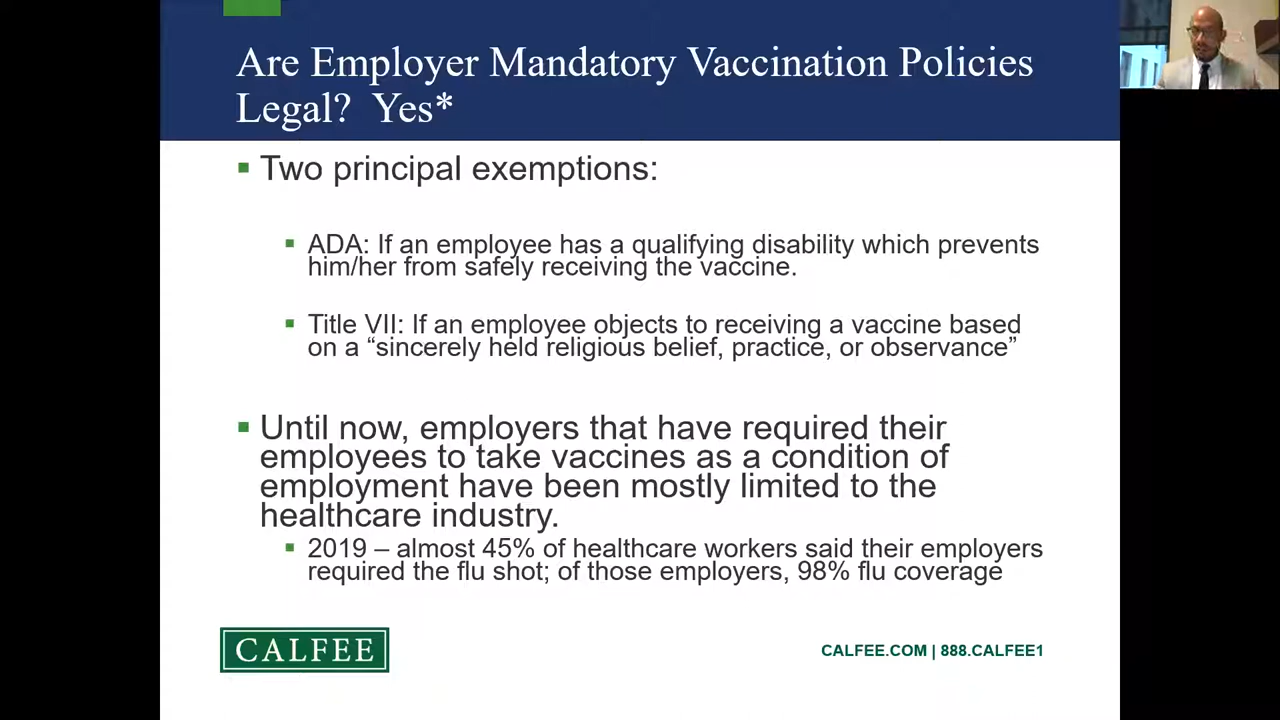 Are Employer Mandatory Vaccination Policies
Legal? Yes*
Two principal exemptions:
ADA: If an employee has a qualifying disability which prevents
him/her from safely receiving the vaccine.
Title VII: If an employee objects to receiving a vaccine based
on a “sincerely held religious belief, practice, or observance”
Until now, employers that have required their
employees to take vaccines as a condition of
employment have been mostly limited to the
healthcare industry.
2019 – almost 45% of healthcare workers said their employers
required the flu shot; of those employers, 98% flu coverage
CALFEE
CALFEE.COM | 888.CALFEE1